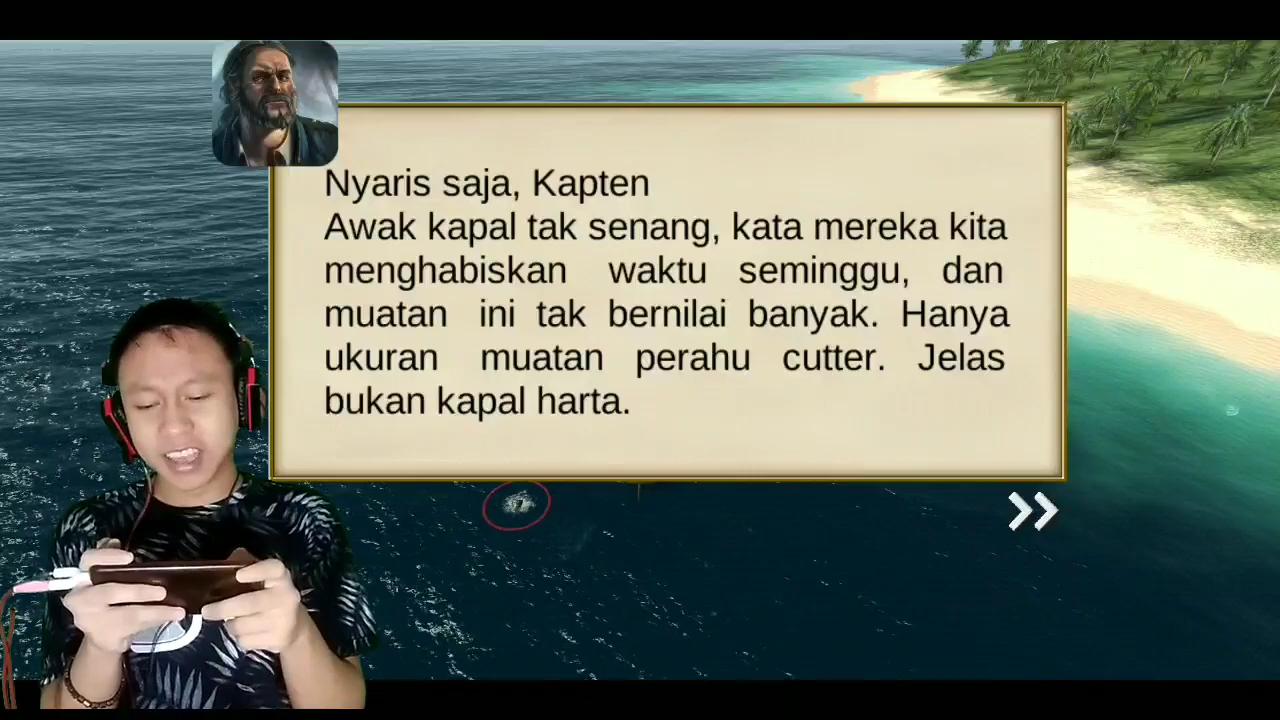 Nyaris saja, Kapten
Awak kapal tak senang, kata mereka kita
menghabiskan waktu seminggu, dan
muatan ini tak bernilai banyak. Hanya
ukuran muatan perahu cutter. Jelas
bukan kapal harta.